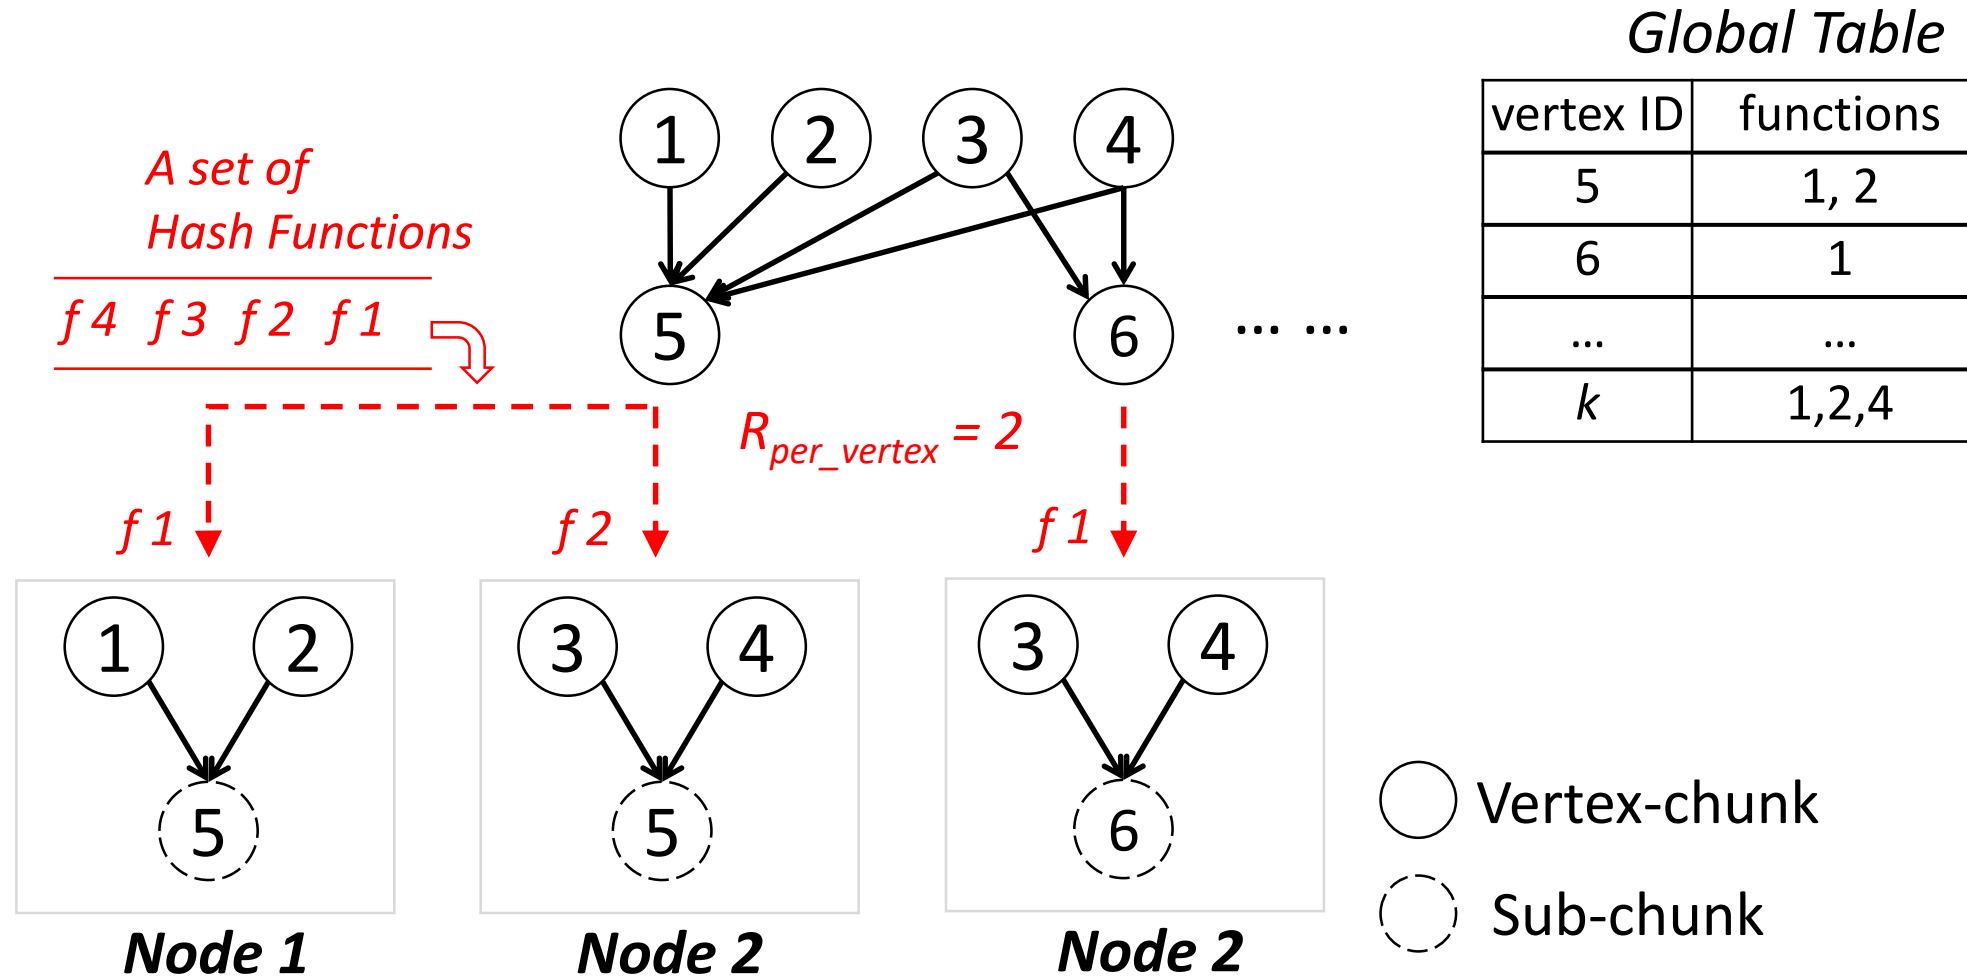 Global Table
vertex ID functions
5 1, 2
6 1
... ...
k 1,2,4
1 2 3 4
5 6 ... ...
A set of
Hash Functions
f 4 f 3 f 2 f 1
R per_vertex = 2
f 1 f 2 f 1
1 2 3 4 3 4
5 5 6
Node 1 Node 2 Node 2
Vertex-chunk
Sub-chunk